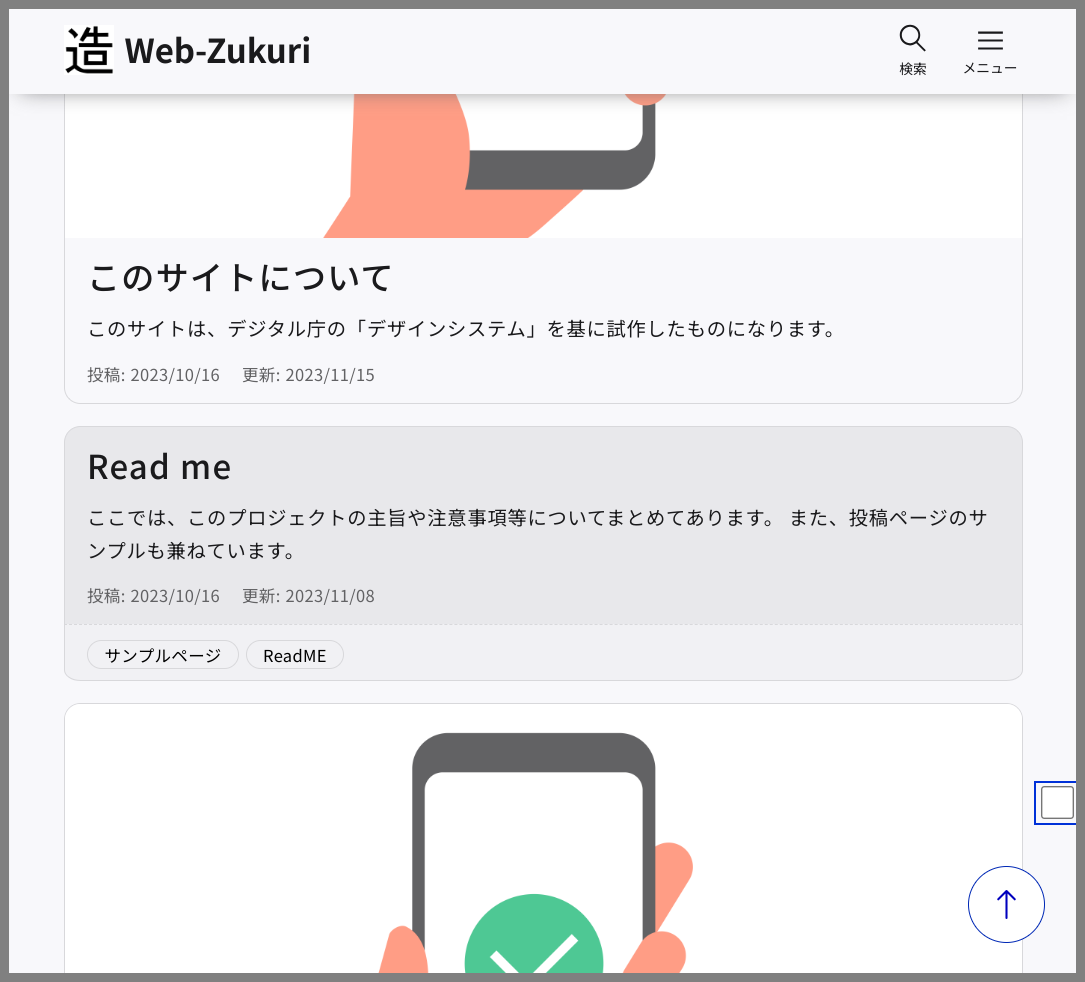 造 Web-Zukuri
検索
メニュー
このサイトについて
このサイトは、デジタル庁の「デザインシステム」を基に試作したものになります。
投稿: 2023/10/16 更新: 2023/11/15
Read me
ここでは、このプロジェクトの主旨や注意事項等についてまとめてあります。 また、投稿ページのサ
ンプルも兼ねています。
投稿: 2023/10/16 更新: 2023/11/08
サンプルページ ReadME